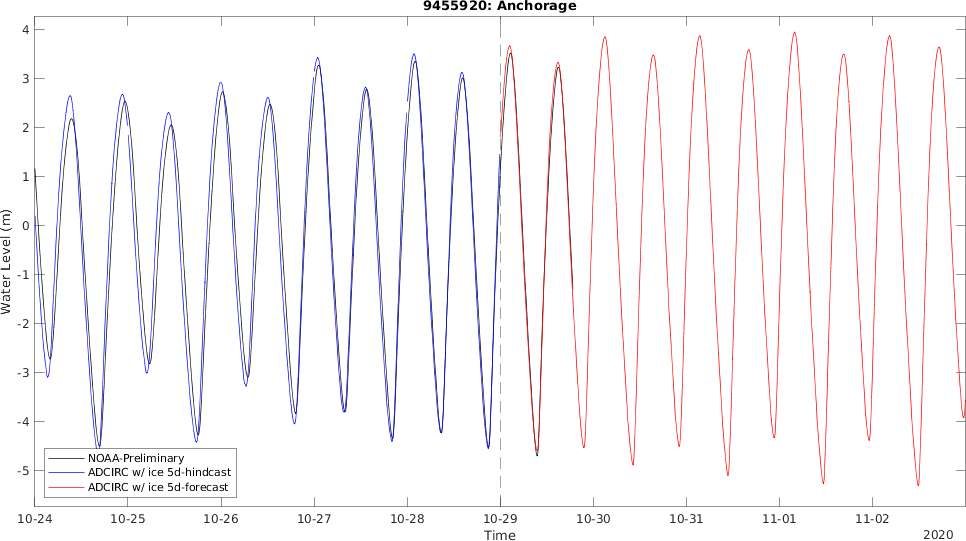 9455920: Anchorage
4
3
2
1
0
-1
-2
-3
-4
-5
Water Level (m)
NOAA-Preliminary
ADCIRC w/ ice 5d-hindcast
ADCIRC w/ ice 5d-forecast
10-24 10-25 10-26 10-27 10-28 10-29 10-30 10-31 11-01 11-02
Time
2020